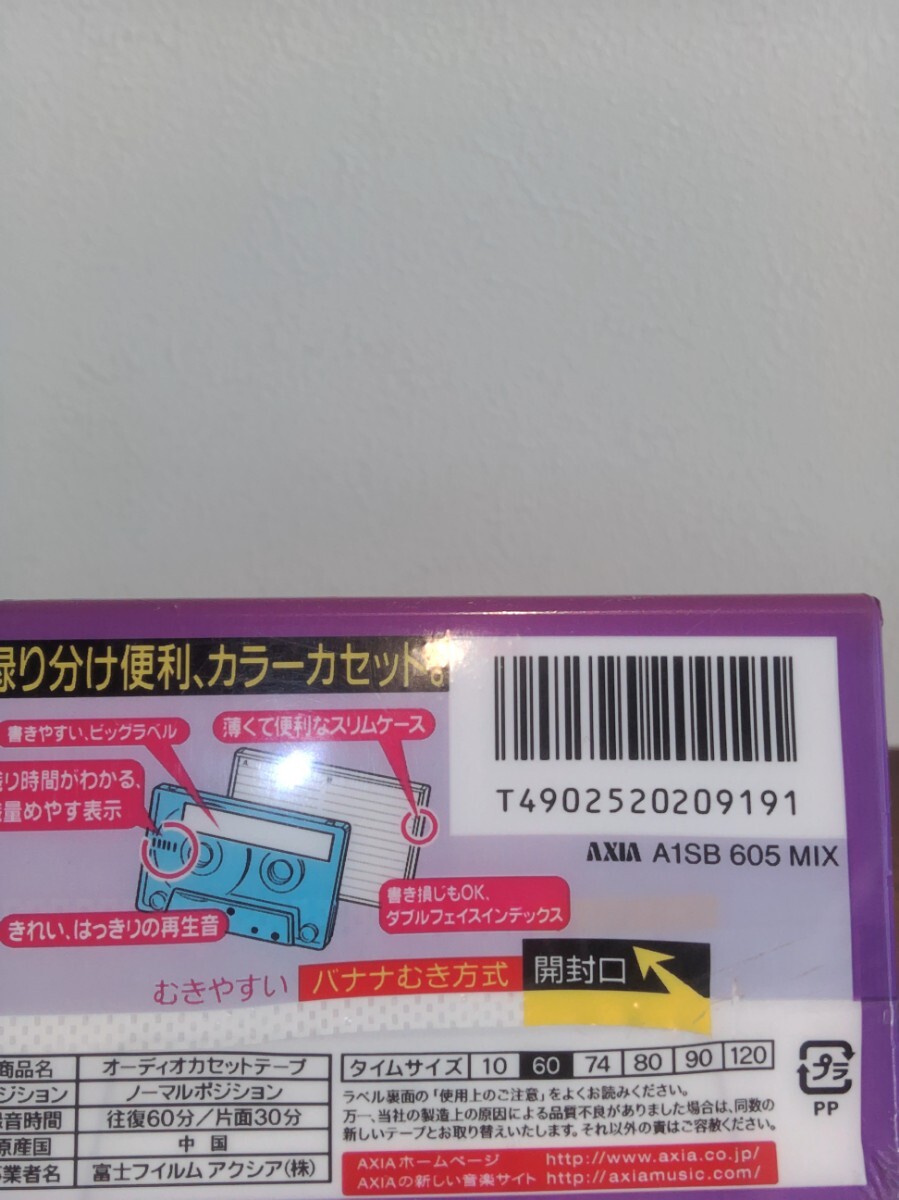 録り分け便利、カラーカセット。
T4902520209191
AXIA A1SB 605 MIX
書きやすい、ビッグラベル
薄くて便利なスリムケース
残り時間がわかる、
量めやす表示
書き損じもOK、
ダブルフェイスインデックス
きれい、はっきりの再生音
むきやすい バナナむき方式 開封口
商品名 オーディオカセットテープ
ポジション ノーマルポジション
録音時間 往復60分/片面30分
原産国 中国
事業者名 富士フイルム アクシア(株)
タイムサイズ 10 60 74 80 90 120
ラベル裏面の「使用上のご注意」をよくお読みください。
万一、当社の製造上の原因による品質不良がありました場合は、同数の
新しいテープとお取り替えいたします。それ以外の責はご容赦ください。
AXIAホームページ http://www.axia.co.jp/
AXIAの新しい音楽サイト http://axiamusic.com/
プラ
PP